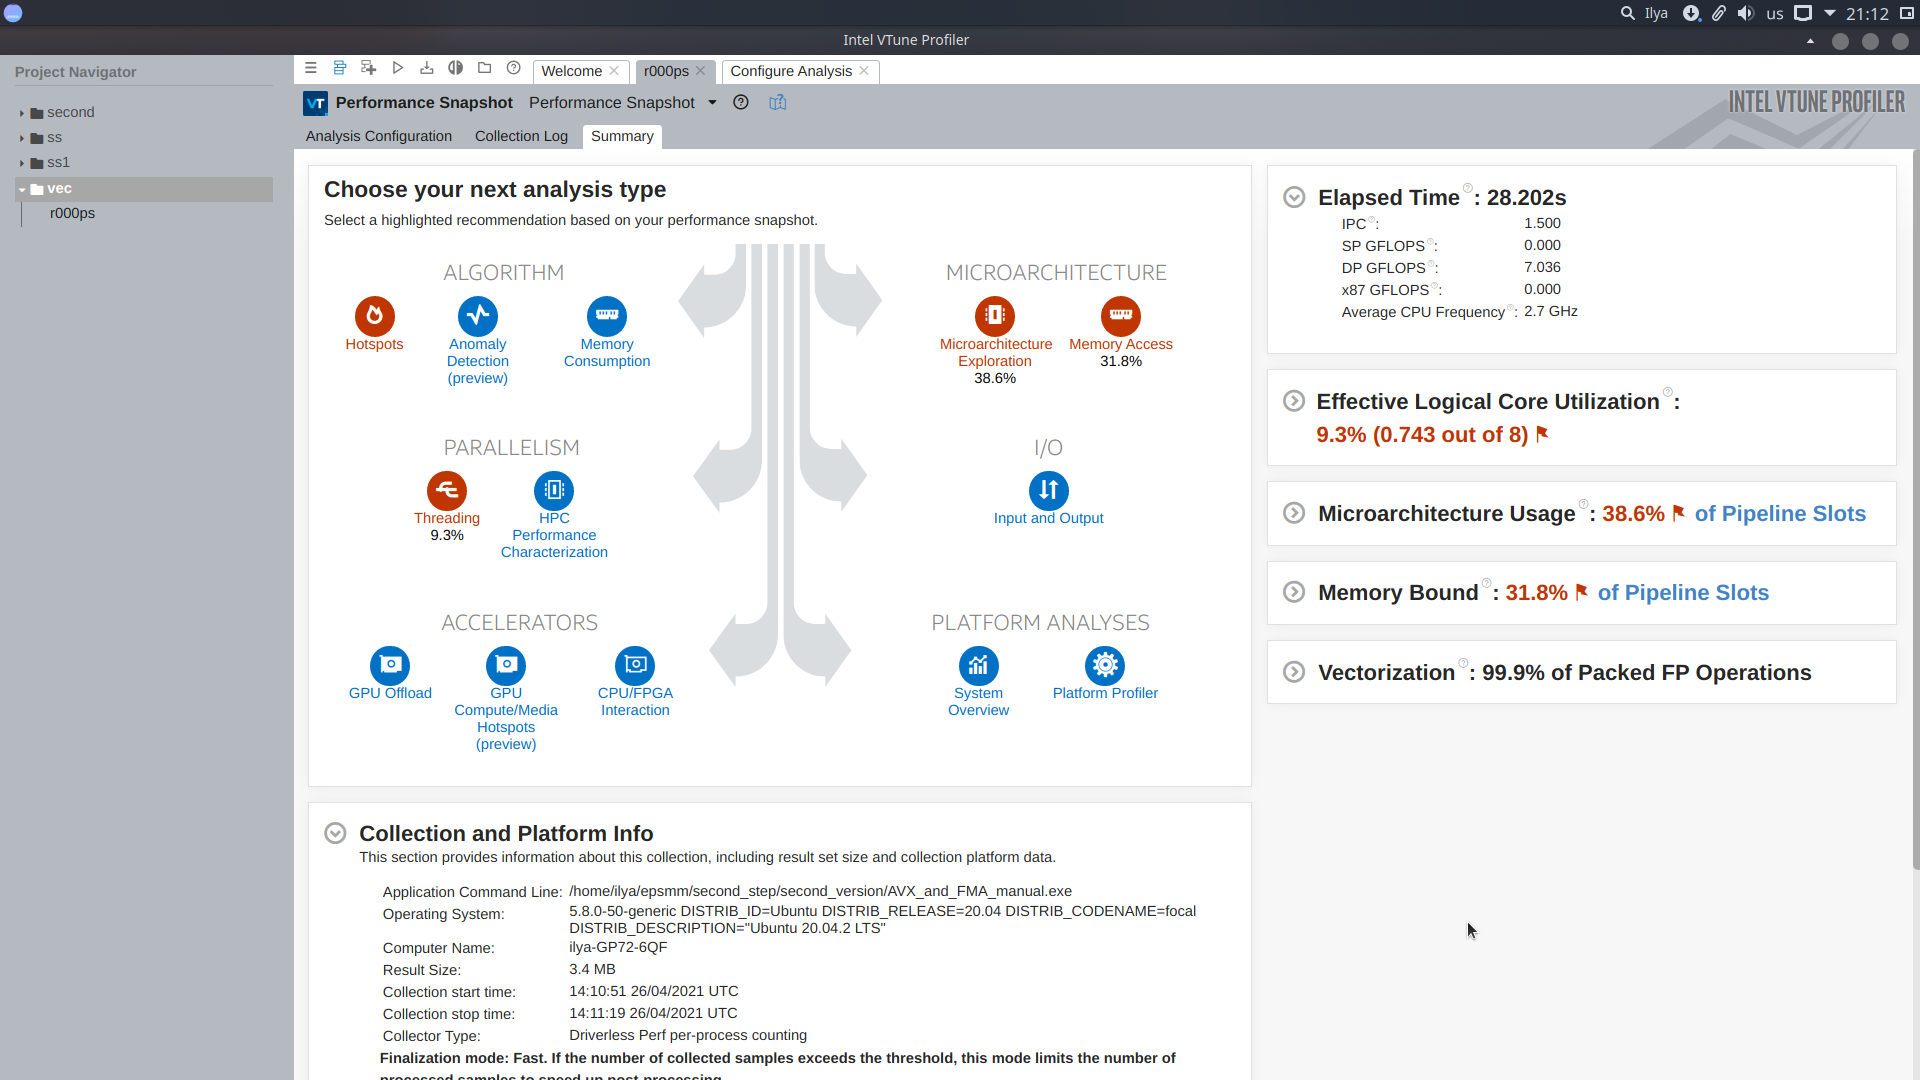 Ilya
us
21:12
Intel VTune Profiler
Project Navigator
second
ss
ss1
vec
r000ps
Welcome
r000ps
Configure Analysis
VT
Performance Snapshot
Performance Snapshot
INTEL VTUNE PROFILER
Analysis Configuration
Collection Log
Summary
Choose your next analysis type
Select a highlighted recommendation based on your performance snapshot.
ALGORITHM
Hotspots
Anomaly
Detection
(preview)
Memory
Consumption
MICROARCHITECTURE
Microarchitecture
Exploration
38.6%
Memory Access
31.8%
PARALLELISM
Threading
9.3%
HPC
Performance
Characterization
I/O
Input and Output
ACCELERATORS
GPU Offload
GPU
Compute/Media
Hotspots
(preview)
CPU/FPGA
Interaction
PLATFORM ANALYSES
System
Overview
Platform Profiler
Elapsed Time : 28.202s
IPC : 1.500
SP GFLOPS : 0.000
DP GFLOPS : 7.036
x87 GFLOPS : 0.000
Average CPU Frequency : 2.7 GHz
Effective Logical Core Utilization :
9.3% (0.743 out of 8)
Microarchitecture Usage : 38.6% of Pipeline Slots
Memory Bound : 31.8% of Pipeline Slots
Vectorization : 99.9% of Packed FP Operations
Collection and Platform Info
This section provides information about this collection, including result set size and collection platform data.
Application Command Line: /home/ilya/epsmm/second_step/second_version/AVX_and_FMA_manual.exe
Operating System: 5.8.0-50-generic DISTRIB_ID=Ubuntu DISTRIB_RELEASE=20.04 DISTRIB_CODENAME=focal
DISTRIB_DESCRIPTION="Ubuntu 20.04.2 LTS"
Computer Name: ilya-GP72-6QF
Result Size: 3.4 MB
Collection start time: 14:10:51 26/04/2021 UTC
Collection stop time: 14:11:19 26/04/2021 UTC
Collector Type: Driverless Perf per-process counting
Finalization mode: Fast. If the number of collected samples exceeds the threshold, this mode limits the number of
processed samples to speed up post-processing.